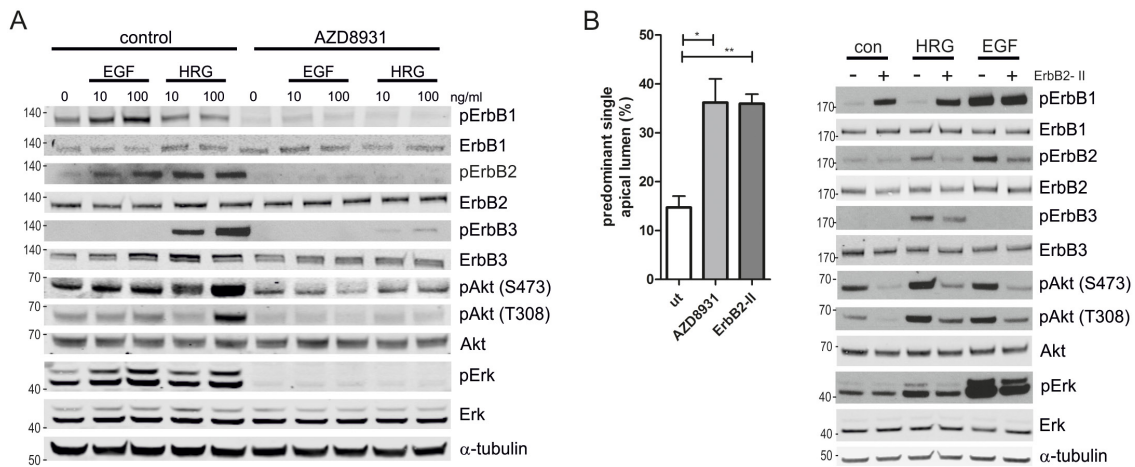 A
control AZD8931
EGF HRG EGF HRG
0 10 100 10 100 0 10 100 10 100 ng/ml
140 pErbB1
140 ErbB1
140 pErbB2
140 ErbB2
140 pErbB3
140 ErbB3
70 pAkt (S473)
70 pAkt (T308)
70 Akt
40 pErk
40 Erk
50 α-tubulin
B
predominant single
apical lumen (%)
50
40
30
20
10
0
* 
**
ut AZD8931 ErbB2-II
con HRG EGF
- + - + - + ErbB2- II
170 pErbB1
170 ErbB1
170 pErbB2
170 ErbB2
170 pErbB3
170 ErbB3
70 pAkt (S473)
70 pAkt (T308)
70 Akt
40 pErk
40 Erk
50 α-tubulin